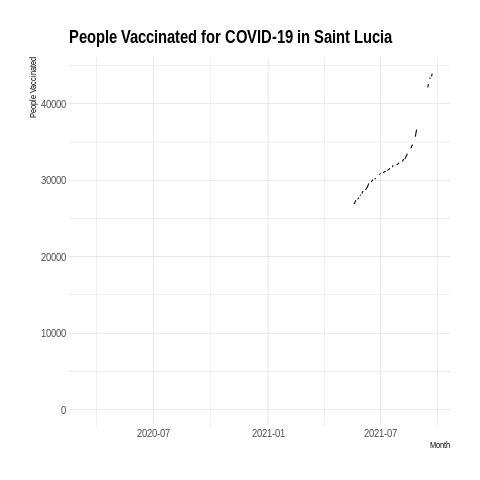 People Vaccinated for COVID-19 in Saint Lucia
People Vaccinated
40000
30000
20000
10000
0
2020-07 2021-01 2021-07
Month